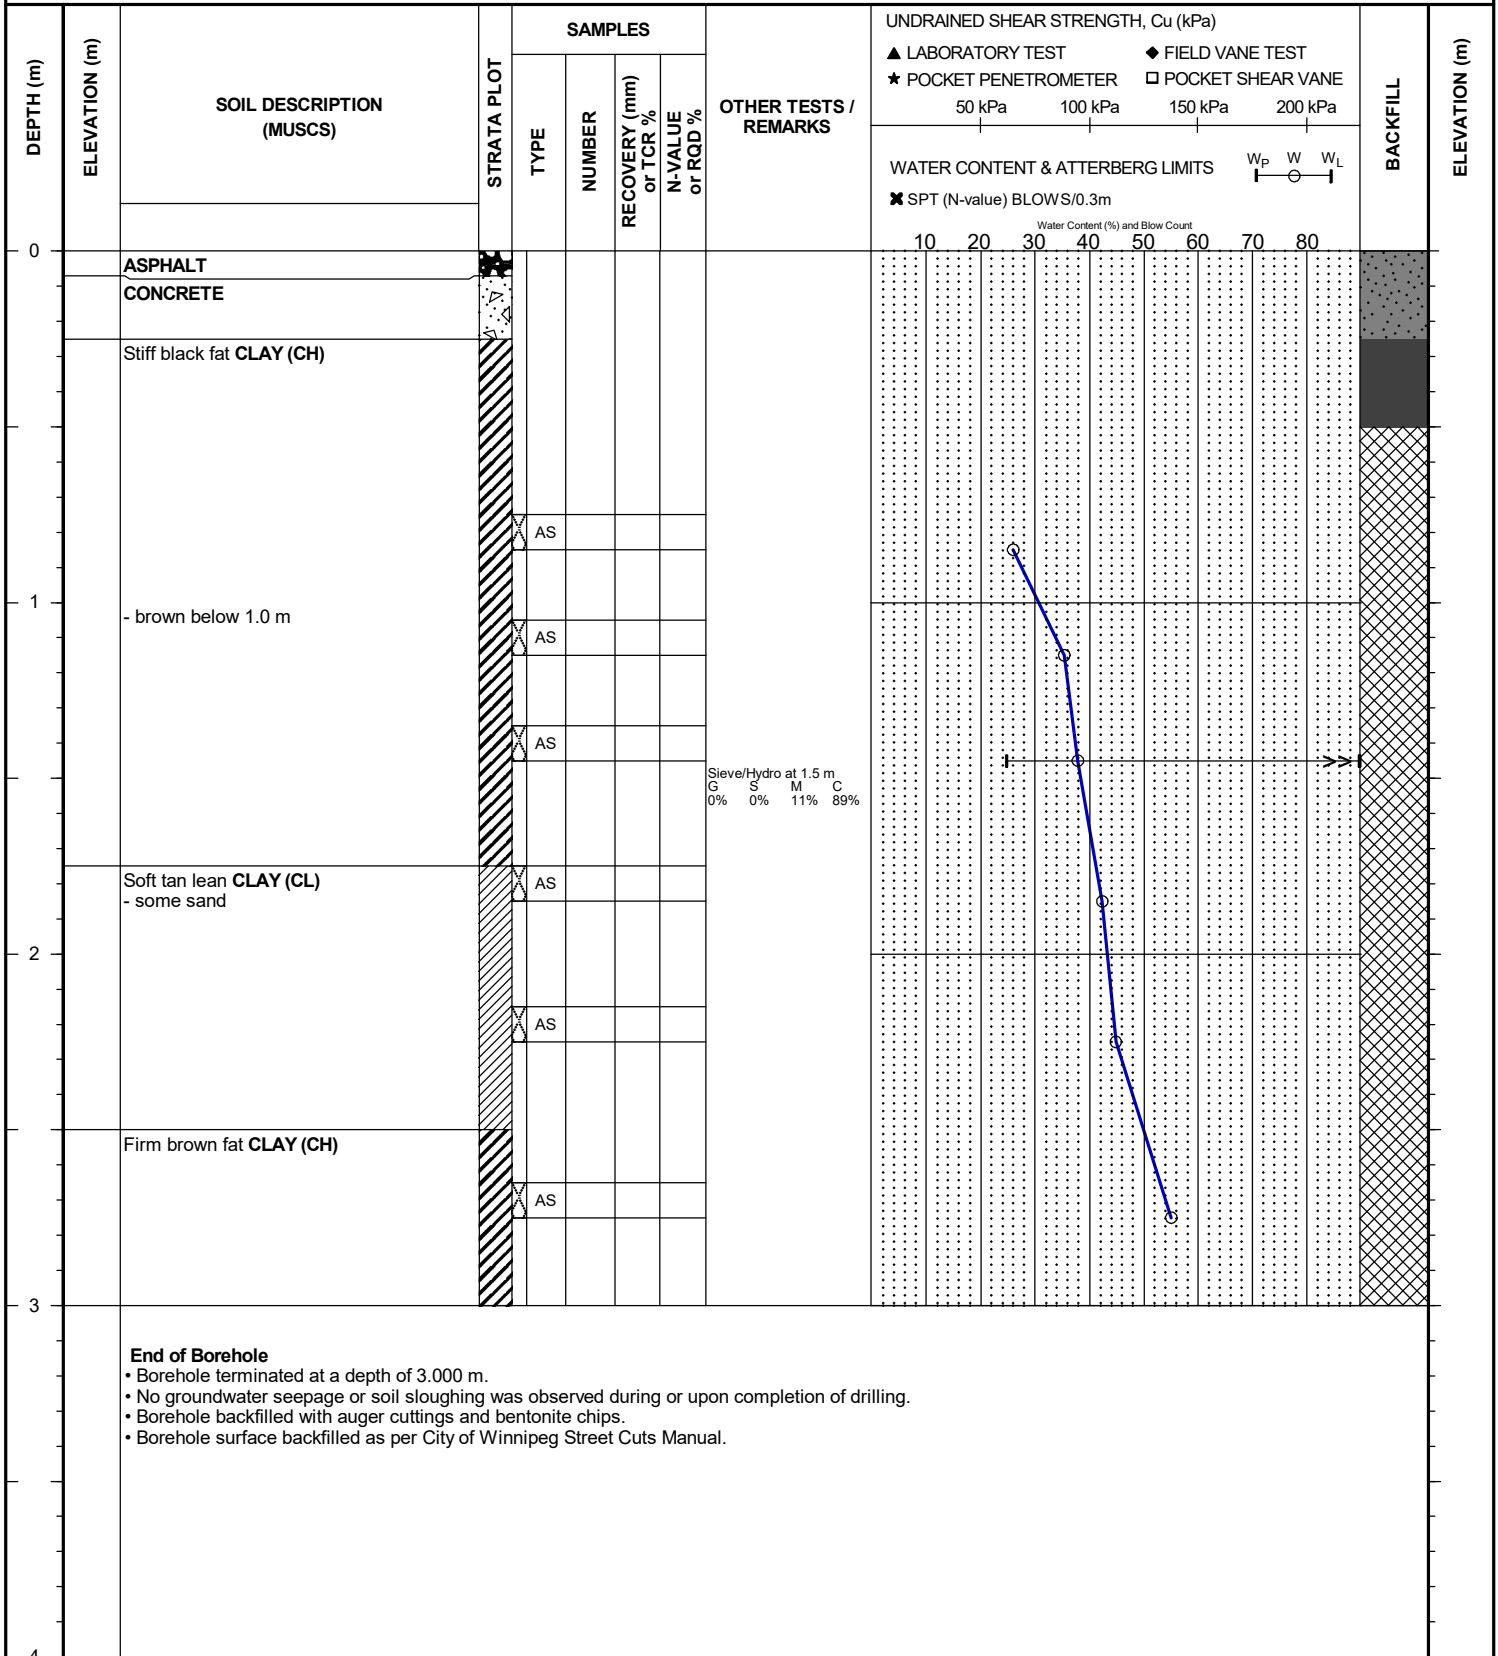 DEPTH (m)
ELEVATION (m)
SOIL DESCRIPTION
(MUSCS)
STRATA PLOT
SAMPLES
TYPE
NUMBER
RECOVERY (mm)
or TCR %
N-VALUE
or RQD %
OTHER TESTS /
REMARKS
UNDRAINED SHEAR STRENGTH, Cu (kPa)
▲ LABORATORY TEST ◆ FIELD VANE TEST
★ POCKET PENETROMETER □ POCKET SHEAR VANE
50 kPa 100 kPa 150 kPa 200 kPa
WATER CONTENT & ATTERBERG LIMITS
WP W WL
✖ SPT (N-value) BLOWS/0.3m
Water Content (%) and Blow Count
10 20 30 40 50 60 70 80
BACKFILL
ELEVATION (m)
0
ASPHALT
CONCRETE
Stiff black fat CLAY (CH)
AS
1
- brown below 1.0 m
AS
AS
>>
Sieve/Hydro at 1.5 m
G S M C
0% 0% 11% 89%
Soft tan lean CLAY (CL)
- some sand
AS
2
AS
Firm brown fat CLAY (CH)
AS
3
End of Borehole
• Borehole terminated at a depth of 3.000 m.
• No groundwater seepage or soil sloughing was observed during or upon completion of drilling.
• Borehole backfilled with auger cuttings and bentonite chips.
• Borehole surface backfilled as per City of Winnipeg Street Cuts Manual.
4